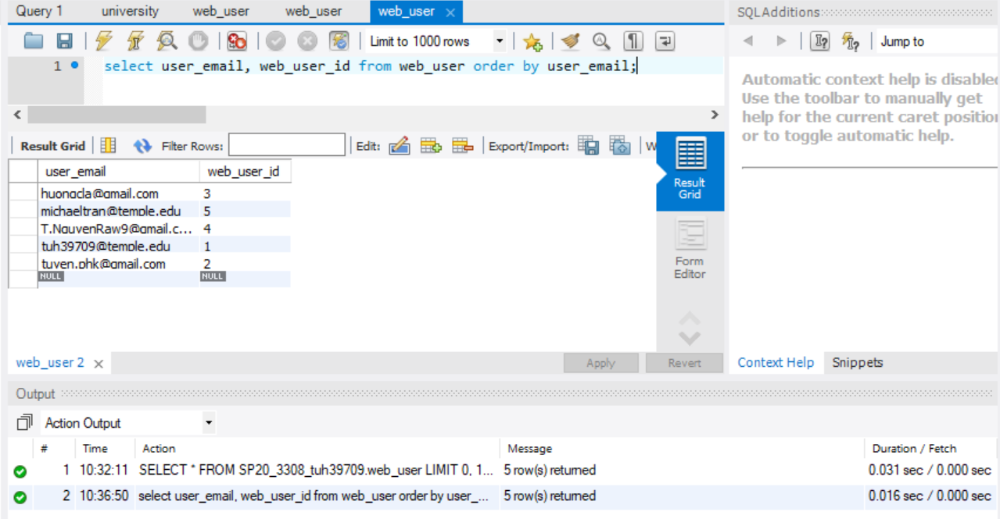 Query 1 university web_user web_user web_user ×
SQLAdditions
Limit to 1000 rows
Jump to
1 select user_email, web_user_id from web_user order by user_email;
Automatic context help is disabled
Use the toolbar to manually get
help for the current caret position
or to toggle automatic help.
Result Grid Filter Rows: Edit: Export/Import: W
Result
Grid
Form
Editor
user_email web_user_id
huongcla@gmail.com 3
michaeltran@temple.edu 5
T.NguyenRaw9@gmail.c... 4
tuh39709@temple.edu 1
tuyen.phk@gmail.com 2
NULL NULL
web_user 2 × Apply Revert
Context Help Snippets
Output
Action Output
# Time Action Message Duration / Fetch
1 10:32:11 SELECT * FROM SP20_3308_tuh39709.web_user LIMIT 0, 1... 5 row(s) returned 0.031 sec / 0.000 sec
2 10:36:50 select user_email, web_user_id from web_user order by user_... 5 row(s) returned 0.016 sec / 0.000 sec